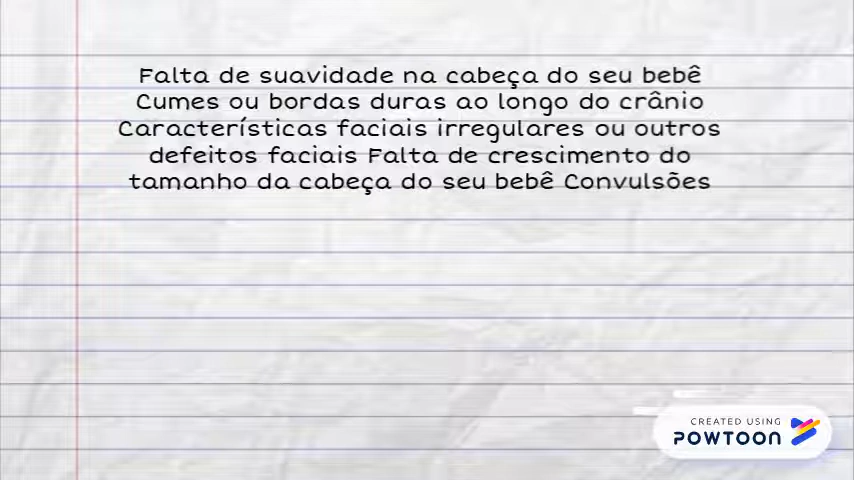 Falta de suavidade na cabeça do seu bebê
Cumes ou bordas duras ao longo do crânio
Características faciais irregulares ou outros
defeitos faciais Falta de crescimento do
tamanho da cabeça do seu bebê Convulsões
CREATED USING
POWTOON